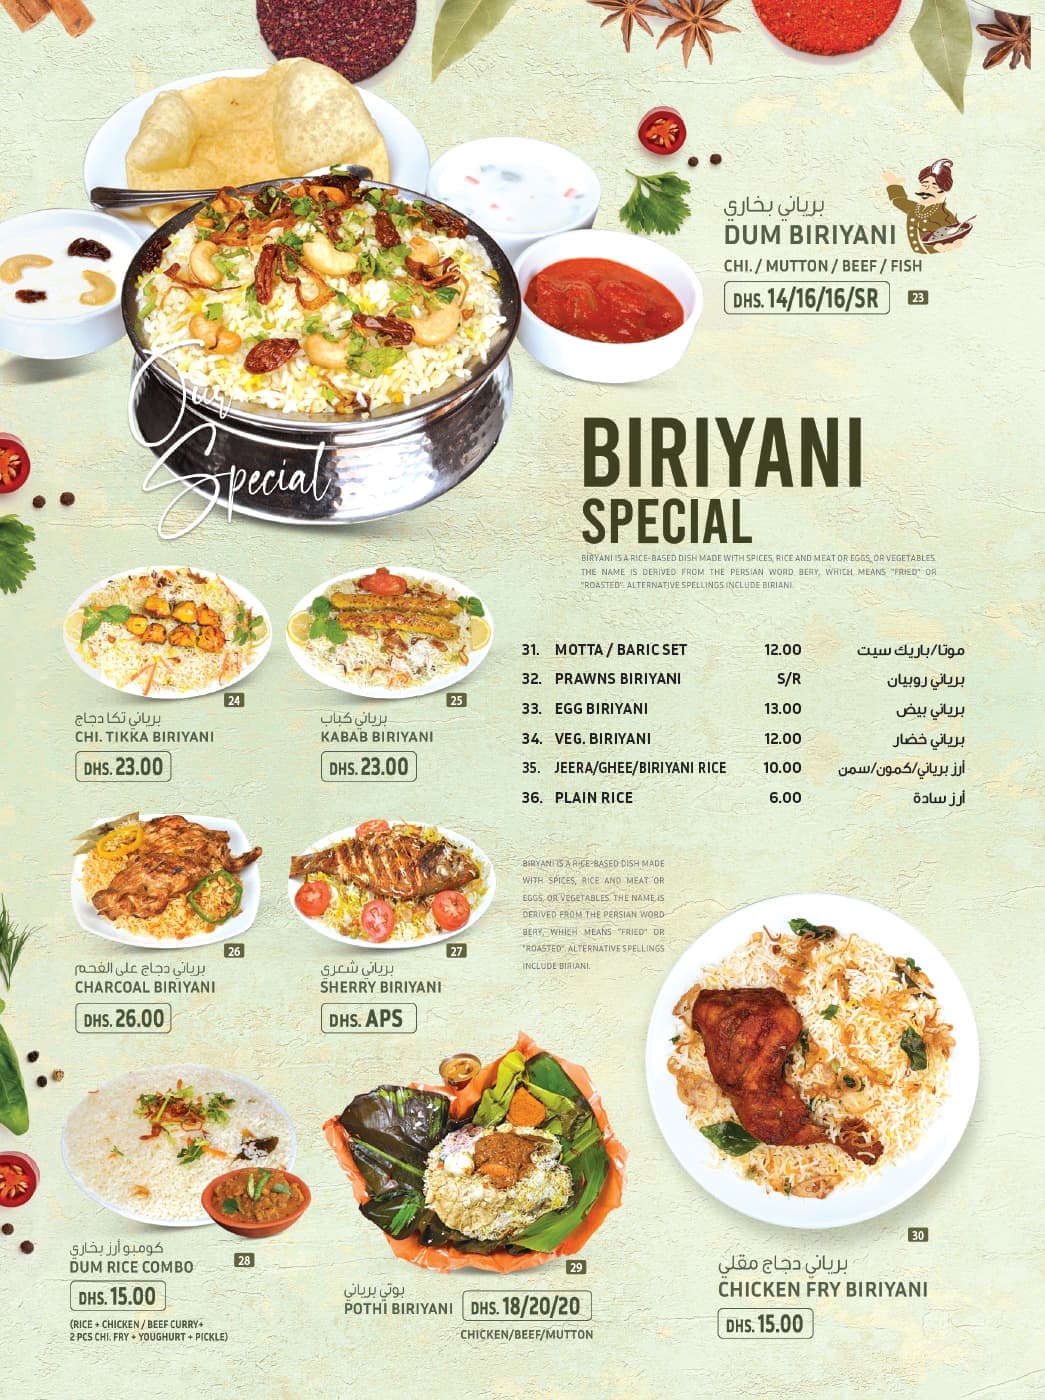 برياني بخاري
DUM BIRIYANI
CHI. / MUTTON / BEEF / FISH
DHS. 14/16/16/SR
23
Our
Special
BIRIYANI
SPECIAL
BIRYANI IS A RICE-BASED DISH MADE WITH SPICES, RICE AND MEAT OR EGGS, OR VEGETABLES.
THE NAME IS DERIVED FROM THE PERSIAN WORD BERY, WHICH MEANS "FRIED" OR
"ROASTED". ALTERNATIVE SPELLINGS INCLUDE BIRIANI.
24
برياني تكا دجاج
CHI. TIKKA BIRIYANI
DHS. 23.00
25
برياني كباب
KABAB BIRIYANI
DHS. 23.00
31. MOTTA / BARIC SET 12.00 موتا/باريك سيت
32. PRAWNS BIRIYANI S/R برياني روبيان
33. EGG BIRIYANI 13.00 برياني بيض
34. VEG. BIRIYANI 12.00 برياني خضار
35. JEERA/GHEE/BIRIYANI RICE 10.00 أرز برياني/كمون/سمن
36. PLAIN RICE 6.00 أرز سادة
26
برياني دجاج على الفحم
CHARCOAL BIRIYANI
DHS. 26.00
27
برياني شعري
SHERRY BIRIYANI
DHS. APS
BIRYANI IS A RICE-BASED DISH MADE
WITH SPICES, RICE AND MEAT OR
EGGS, OR VEGETABLES. THE NAME IS
DERIVED FROM THE PERSIAN WORD
BERY, WHICH MEANS "FRIED" OR
"ROASTED". ALTERNATIVE SPELLINGS
INCLUDE BIRIANI.
28
كومبو أرز بخاري
DUM RICE COMBO
DHS. 15.00
(RICE + CHICKEN / BEEF CURRY+
2 PCS CHI. FRY + YOUGHURT + PICKLE)
29
بوتي برياني
POTHI BIRIYANI
DHS. 18/20/20
CHICKEN/BEEF/MUTTON
30
برياني دجاج مقلي
CHICKEN FRY BIRIYANI
DHS. 15.00